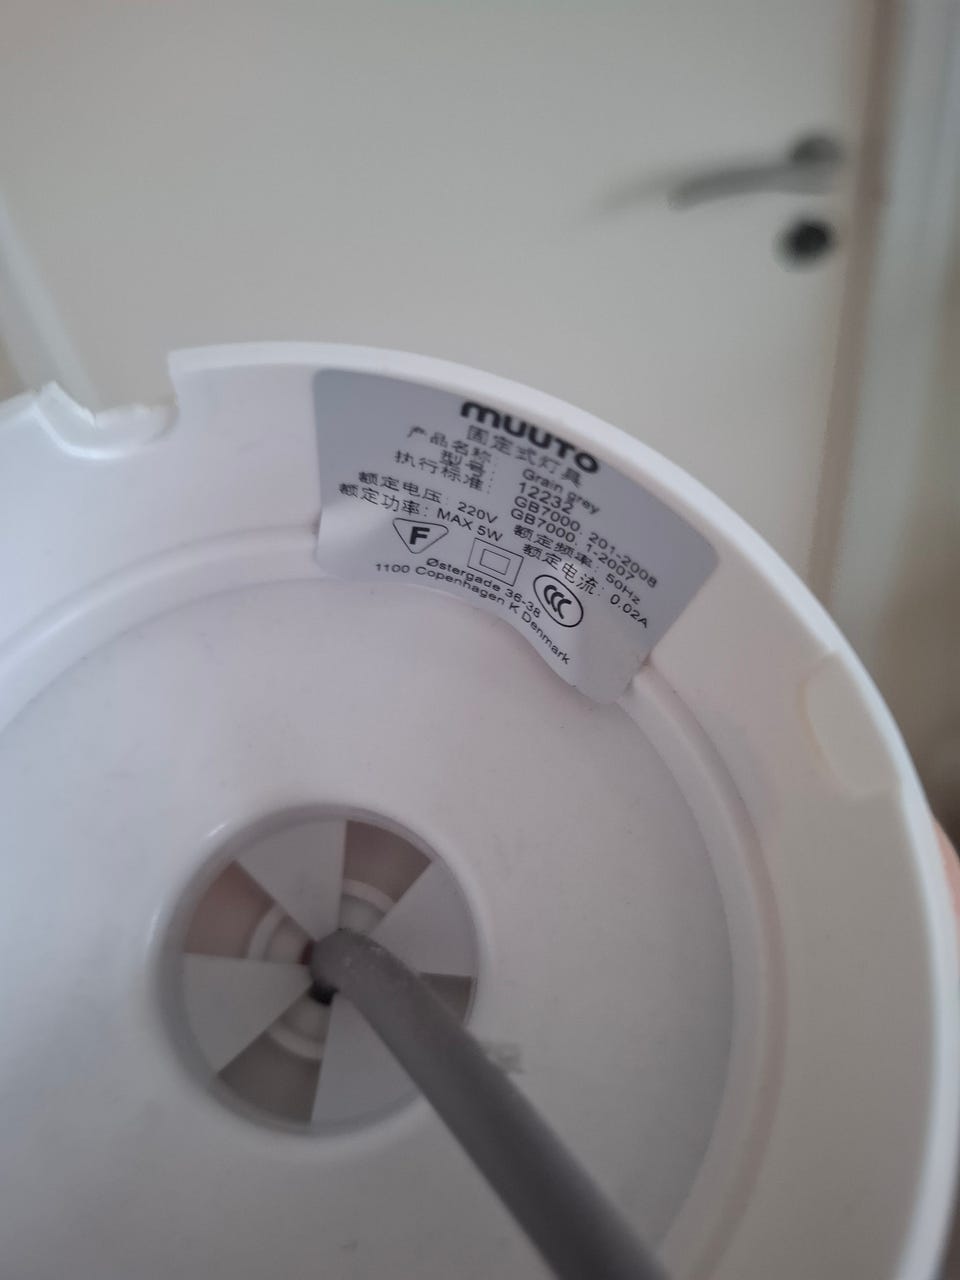 muuto
固定式灯具
产品名称: Grain grey
型号: 12232
执行标准: GB7000. 201-2008
GB7000. 1-2007
额定电压: 220V 额定频率: 50Hz
额定功率: MAX 5W 额定电流: 0.02A
F
Østergade 36-38
1100 Copenhagen K Denmark